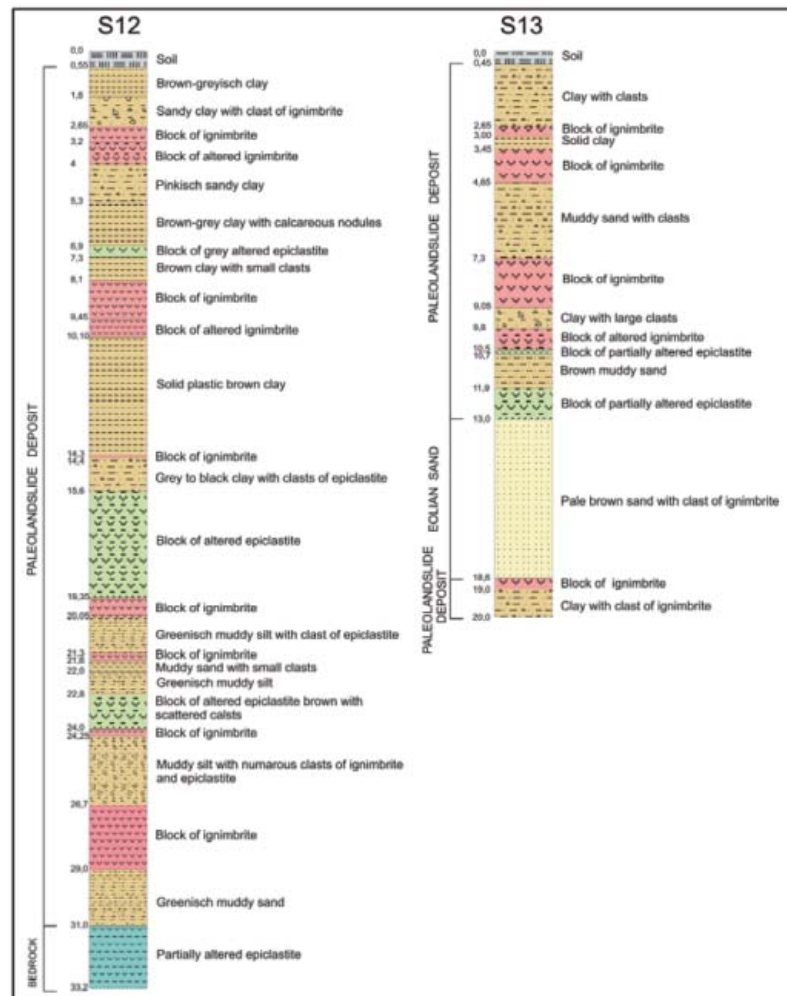 S12
0,0
Soil
0,55
Brown-greyisch clay
1,8
Sandy clay with clast of ignimbrite
2,65
Block of ignimbrite
3,2
Block of altered ignimbrite
4
Pinkisch sandy clay
5,3
Brown-grey clay with calcareous nodules
6,9
Block of grey altered epiclastite
7,3
Brown clay with small clasts
8,1
Block of ignimbrite
9,45
Block of altered ignimbrite
10,10
Solid plastic brown clay
14,3
Block of ignimbrite
14,4
Grey to black clay with clasts of epiclastite
15,6
Block of altered epiclastite
19,35
Block of ignimbrite
20,05
Greenisch muddy silt with clast of epiclastite
21,3
Block of ignimbrite
21,6
Muddy sand with small clasts
22,0
Greenisch muddy silt
22,8
Block of altered epiclastite brown with
scattered calsts
24,0
Block of ignimbrite
24,25
Muddy silt with numarous clasts of ignimbrite
and epiclastite
26,7
Block of ignimbrite
29,0
Greenisch muddy sand
31,0
Partially altered epiclastite
33,2
PALEOLANDSLIDE DEPOSIT
BEDROCK
S13
0,0
Soil
0,45
Clay with clasts
2,65
Block of ignimbrite
3,00
Solid clay
3,45
Block of ignimbrite
4,65
Muddy sand with clasts
7,3
Block of ignimbrite
9,05
Clay with large clasts
9,8
Block of altered ignimbrite
10,5
Block of partially altered epiclastite
10,7
Brown muddy sand
11,9
Block of partially altered epiclastite
13,0
Pale brown sand with clast of ignimbrite
18,6
Block of ignimbrite
19,0
Clay with clast of ignimbrite
20,0
PALEOLANDSLIDE DEPOSIT
EOLIAN SAND
PALEOLANDSLIDE
DEPOSIT